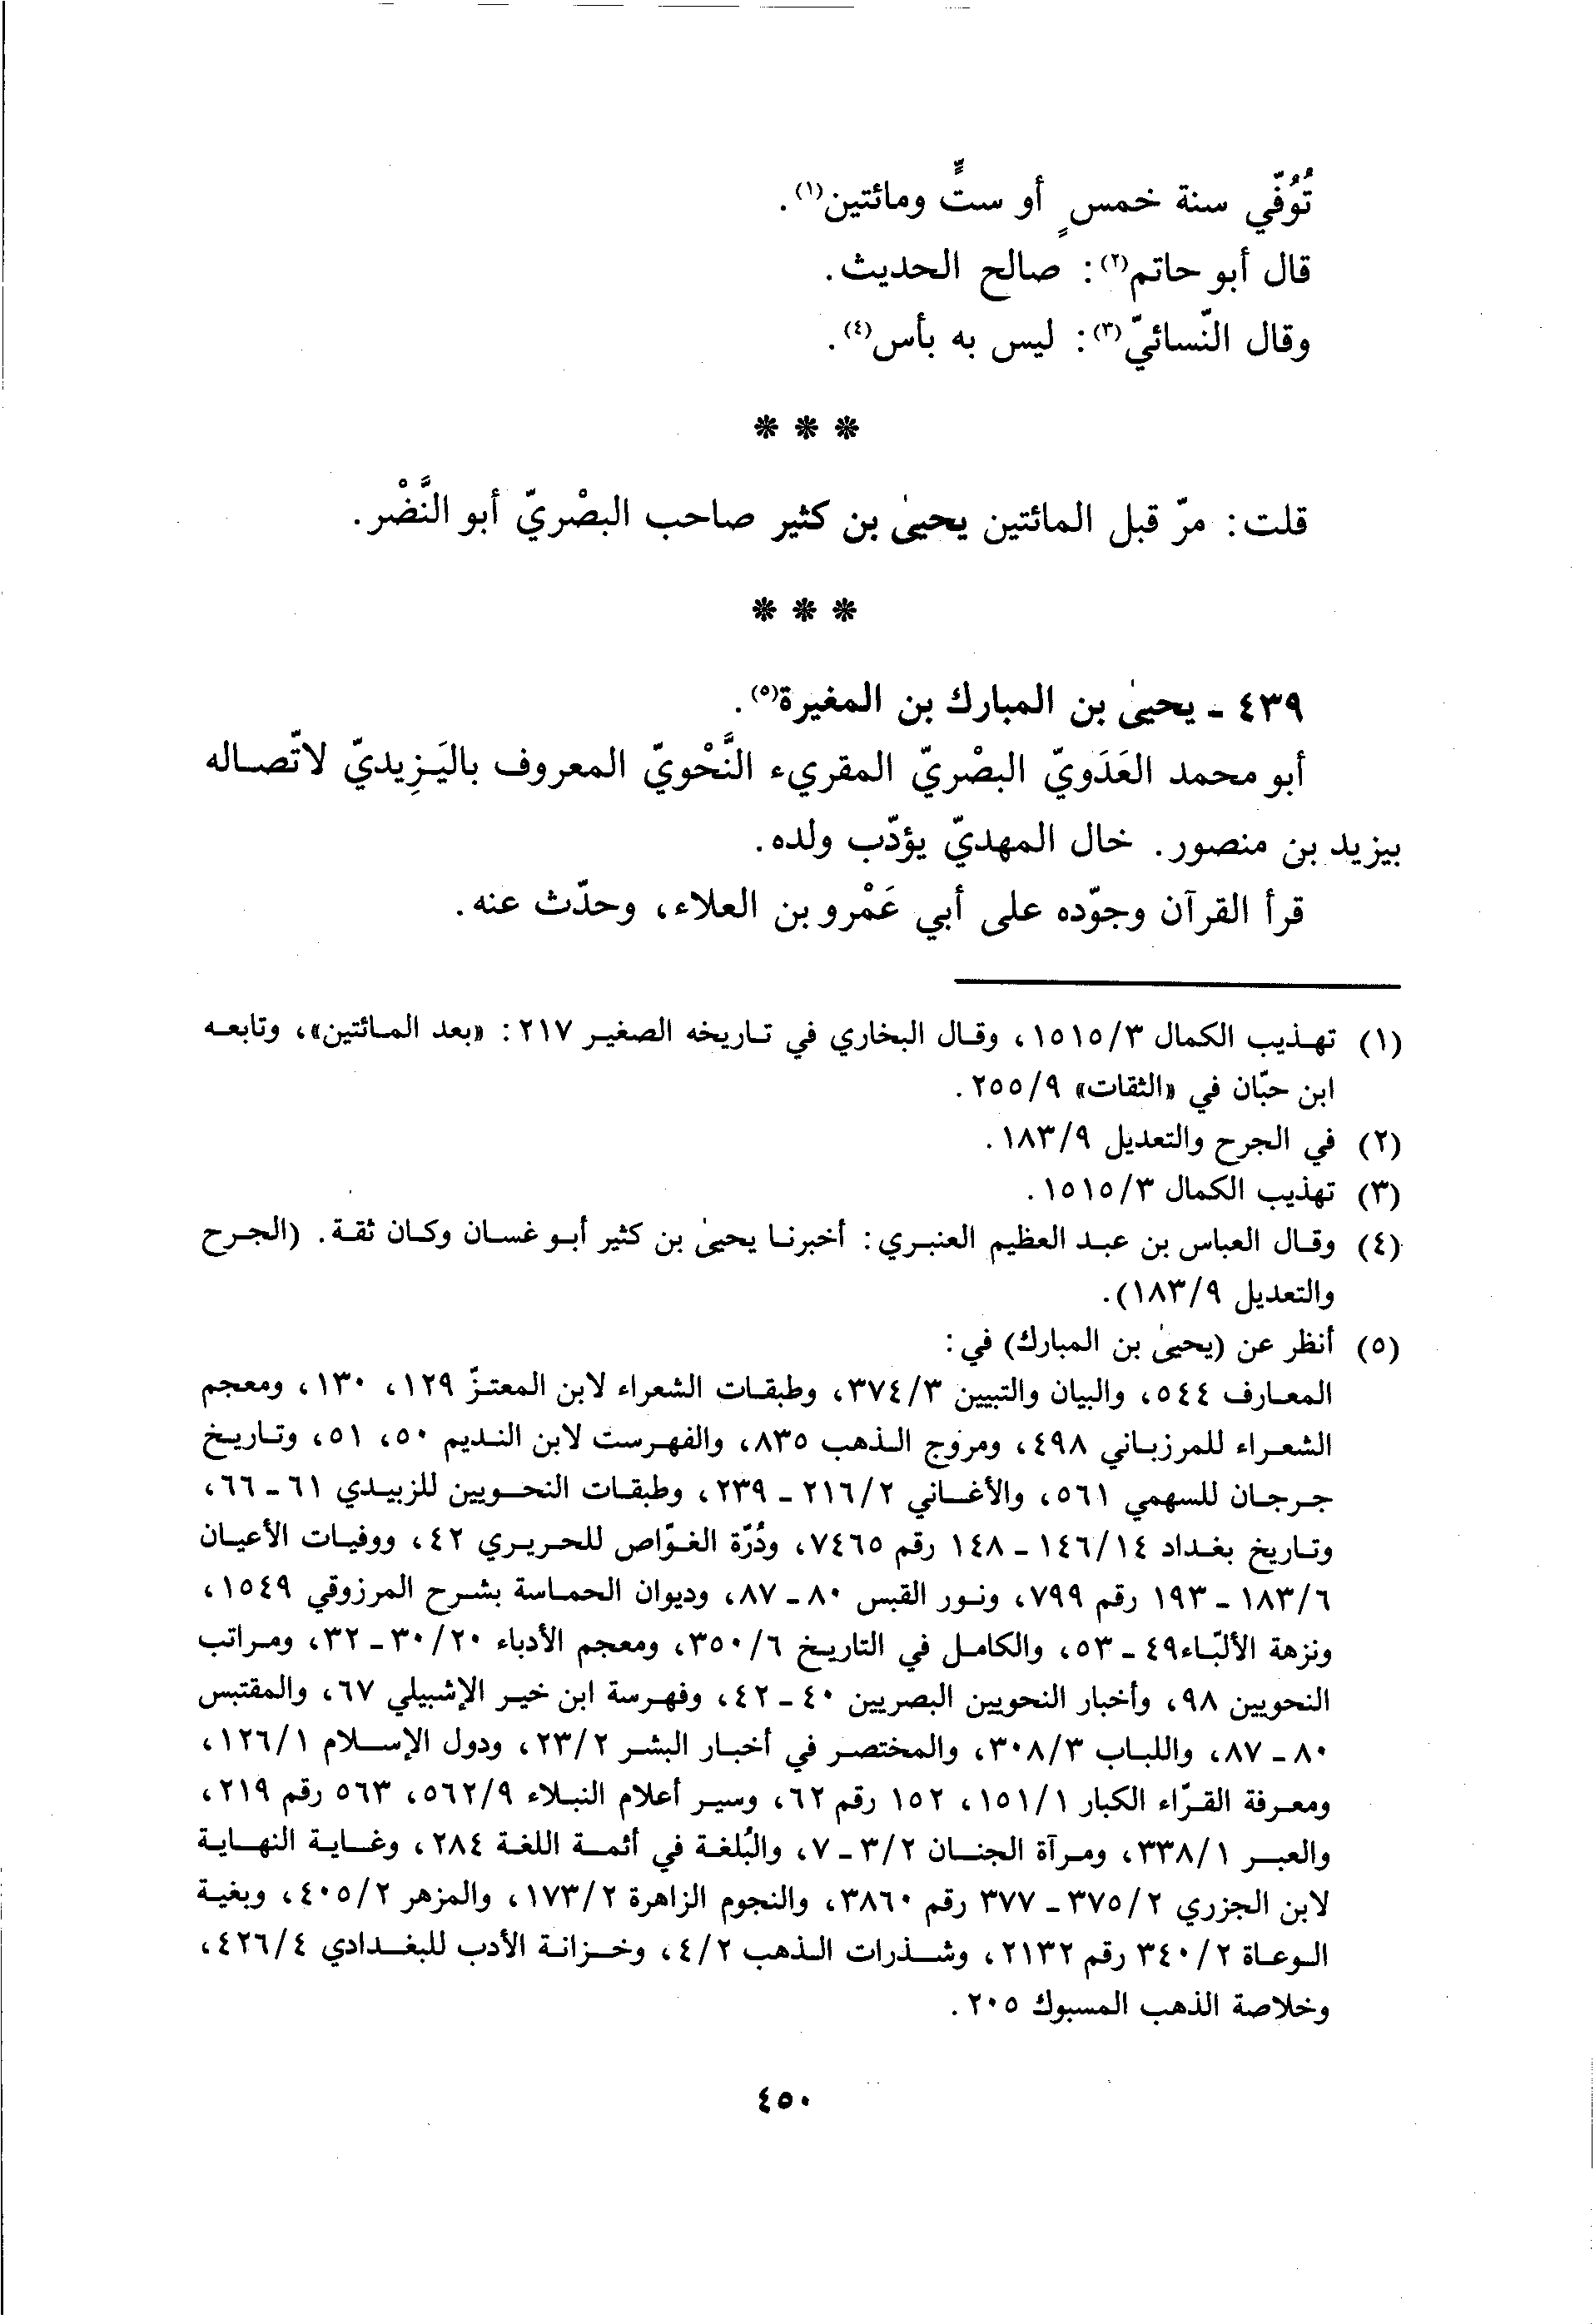 تُوُفّي سنة خمسٍ أو ستٍّ ومائتين(١).
قال أبو حاتم(٢): صالح الحديث.
وقال النّسائيّ(٣): ليس به بأس(٤).
* * *
قلت: مرّ قبل المائتين يحيىٰ بن كثير صاحب البصْريّ أبو النَّضْر.
* * *
٤٣٩ - يحيىٰ بن المبارك بن المغيرة(٥).
أبو محمد العَدَويّ البصْريّ المقريء النَّحْويّ المعروف باليَزِيديّ لاتّصاله
بيزيد بن منصور. خال المهديّ يؤدّب ولده.
قرأ القرآن وجوّده على أبي عَمْرو بن العلاء، وحدّث عنه.
(١) تهذيب الكمال ١٥١٥/٣، وقال البخاري في تاريخه الصغير ٢١٧: «بعد المائتين»، وتابعه
ابن حبّان في «الثقات» ٢٥٥/٩.
(٢) في الجرح والتعديل ١٨٣/٩.
(٣) تهذيب الكمال ١٥١٥/٣.
(٤) وقال العباس بن عبد العظيم العنبري: أخبرنا يحيىٰ بن كثير أبو غسان وكان ثقة. (الجرح
والتعديل ١٨٣/٩).
(٥) أنظر عن (يحيىٰ بن المبارك) في:
المعارف ٥٤٤، والبيان والتبيين ٣٧٤/٣، وطبقات الشعراء لابن المعتزّ ١٢٩، ١٣٠، ومعجم
الشعراء للمرزباني ٤٩٨، ومروج الذهب ٨٣٥، والفهرست لابن النديم ٥٠، ٥١، وتاريخ
جرجان للسهمي ٥٦١، والأغاني ٢١٦/٢ - ٢٣٩، وطبقات النحويين للزبيدي ٦١ - ٦٦،
وتاريخ بغداد ١٤٦/١٤ - ١٤٨ رقم ٧٤٦٥، ودُرّة الغوّاص للحريري ٤٢، ووفيات الأعيان
١٨٣/٦ - ١٩٣ رقم ٧٩٩، ونور القبس ٨٠ - ٨٧، وديوان الحماسة بشرح المرزوقي ١٥٤٩،
ونزهة الألبّاء ٤٩ - ٥٣، والكامل في التاريخ ٣٥٠/٦، ومعجم الأدباء ٣٠/٢٠ - ٣٢، ومراتب
النحويين ٩٨، وأخبار النحويين البصريين ٤٠ - ٤٢، وفهرسة ابن خير الإشبيلي ٦٧، والمقتبس
٨٠ - ٨٧، واللباب ٣٠٨/٣، والمختصر في أخبار البشر ٢٣/٢، ودول الإسلام ١٢٦/١،
ومعرفة القرّاء الكبار ١٥١/١، ١٥٢ رقم ٦٢، وسير أعلام النبلاء ٥٦٢/٩، ٥٦٣ رقم ٢١٩،
والعبر ٣٣٨/١، ومرآة الجنان ٣/٢ - ٧، والبُلغة في أئمة اللغة ٢٨٤، وغاية النهاية
لابن الجزري ٣٧٥/٢ - ٣٧٧ رقم ٣٨٦٠، والنجوم الزاهرة ١٧٣/٢، والمزهر ٤٠٥/٢، وبغية
الوعاة ٣٤٠/٢ رقم ٢١٣٢، وشذرات الذهب ٤/٢، وخزانة الأدب للبغدادي ٤٢٦/٤،
وخلاصة الذهب المسبوك ٢٠٥.
٤٥٠